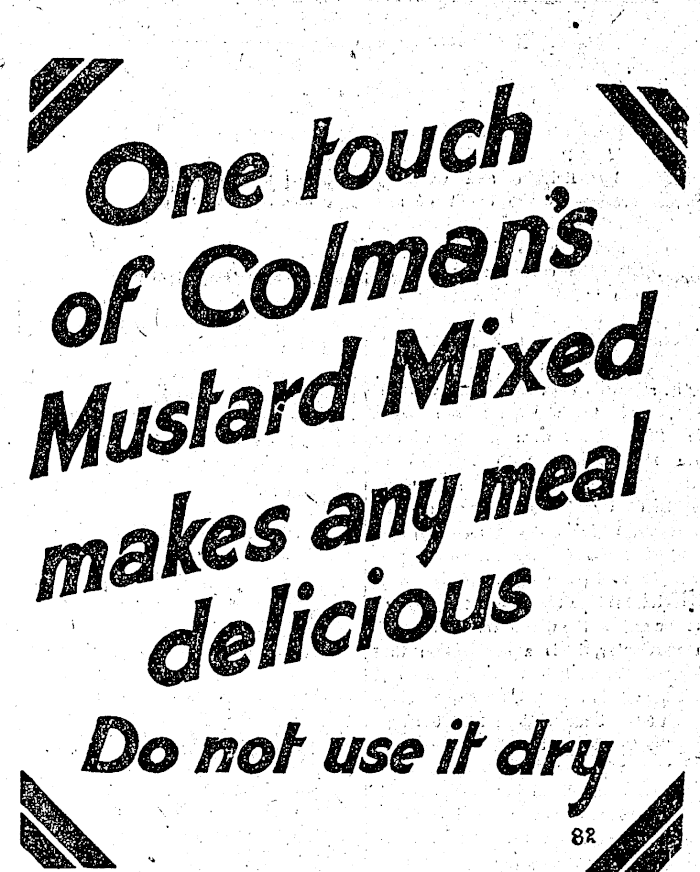 One touch
of Colman's
Mustard Mixed
makes any meal
delicious
Do not use it dry
82